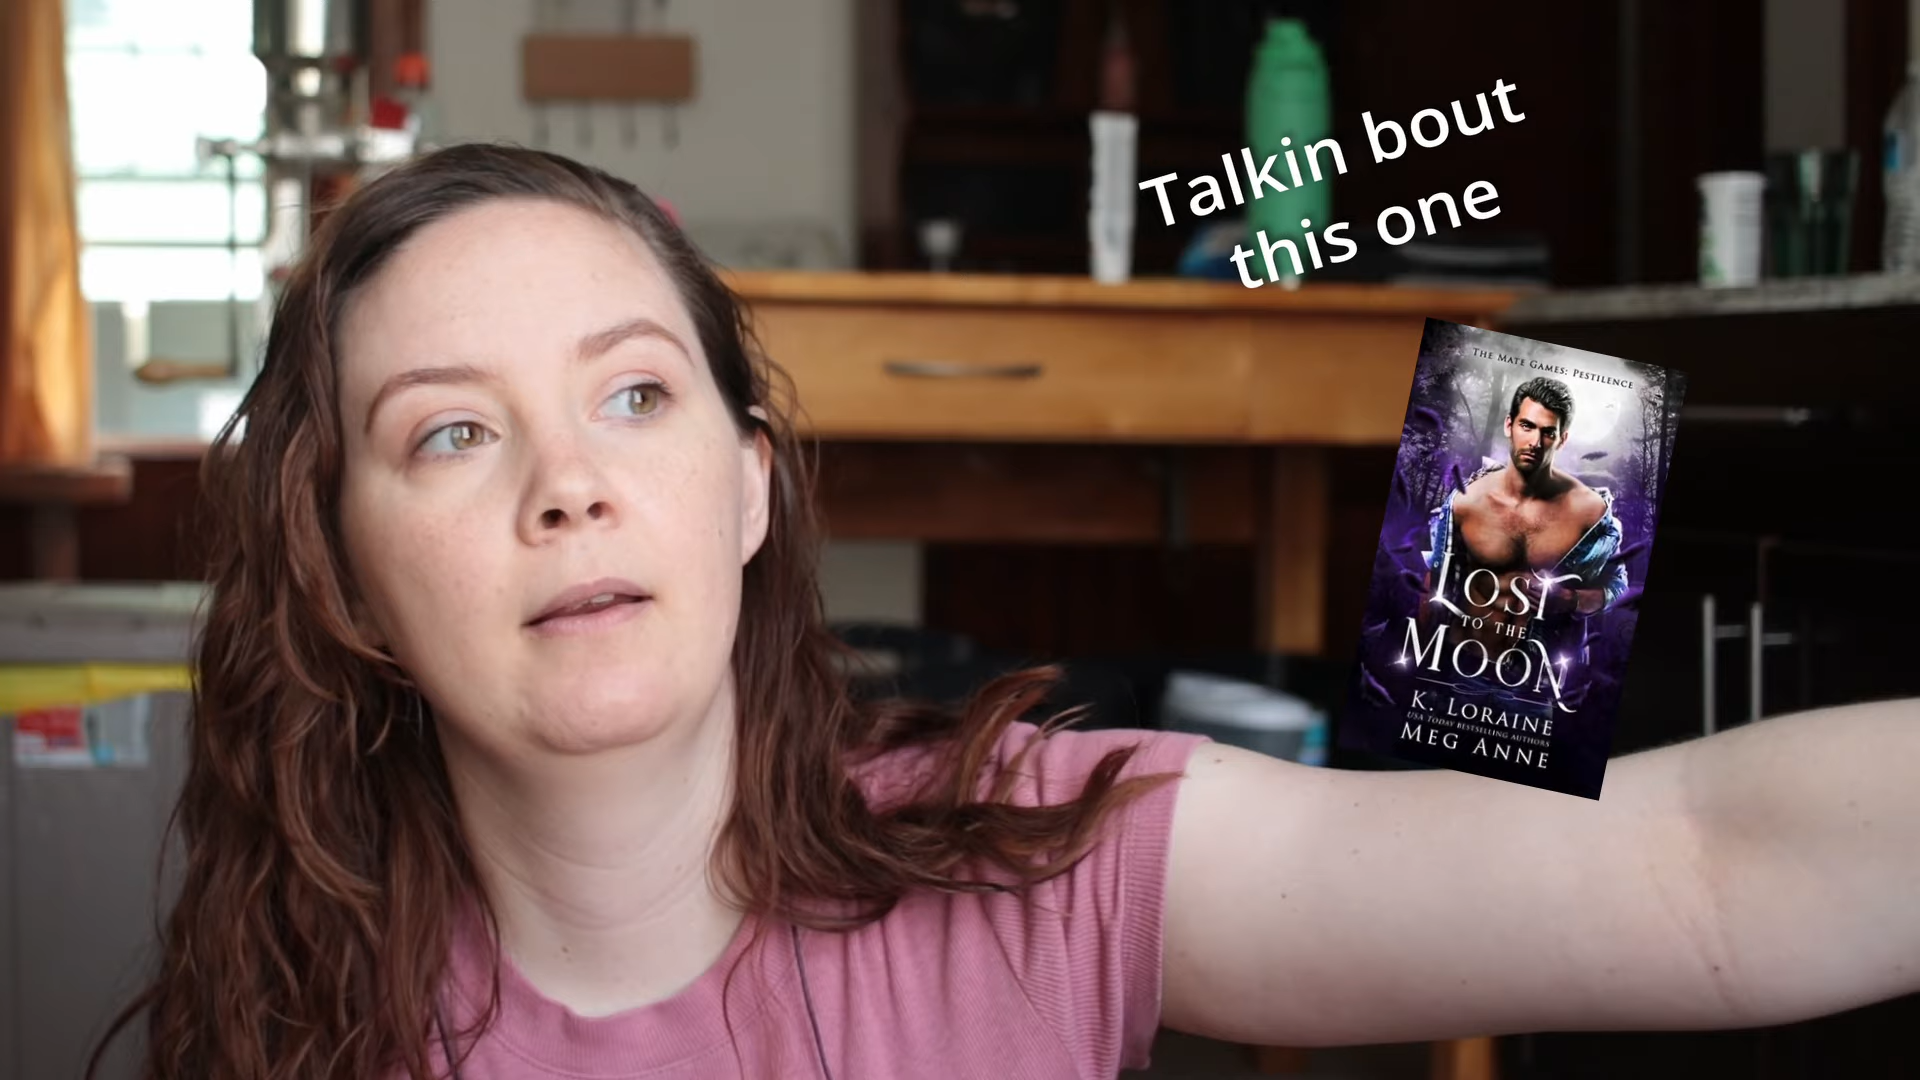 Talkin bout
this one
THE MATE GAMES: PESTILENCE
LOST
TO THE
MOON
K. LORAINE
USA TODAY BESTSELLING AUTHORS
MEG ANNE